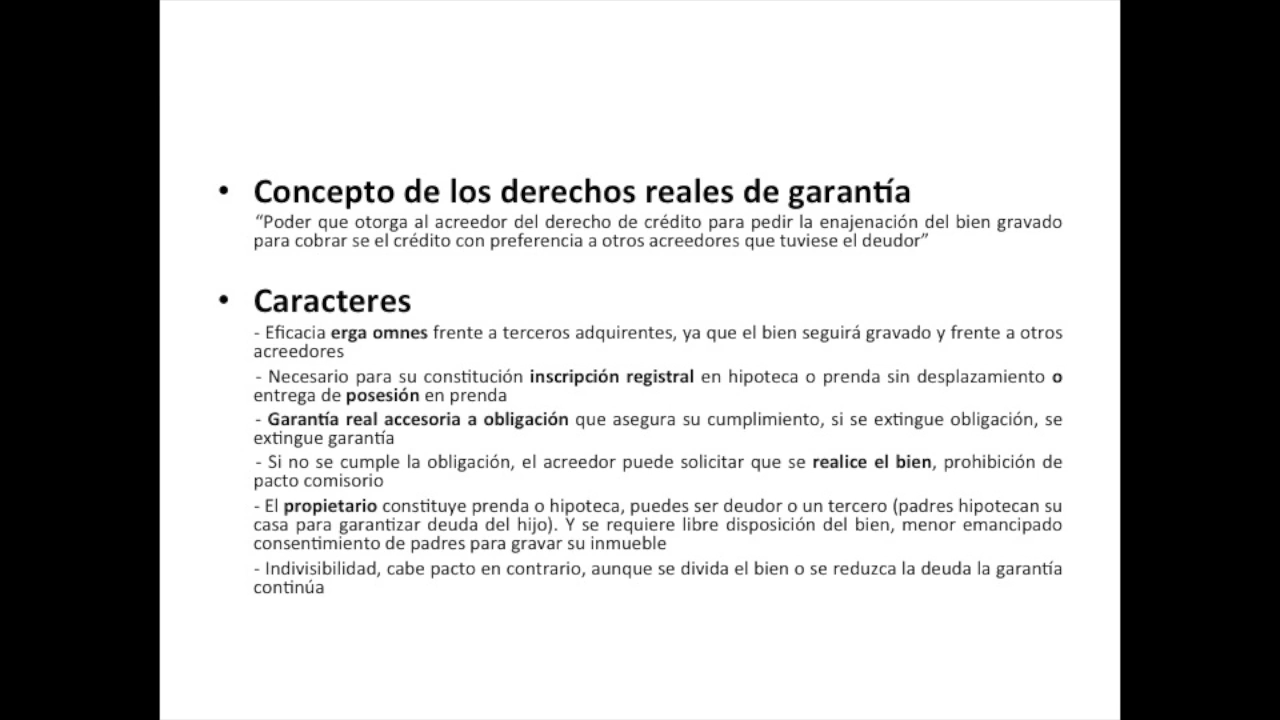 • Concepto de los derechos reales de garantía
“Poder que otorga al acreedor del derecho de crédito para pedir la enajenación del bien gravado
para cobrar se el crédito con preferencia a otros acreedores que tuviese el deudor”
• Caracteres
- Eficacia erga omnes frente a terceros adquirentes, ya que el bien seguirá gravado y frente a otros
acreedores
- Necesario para su constitución inscripción registral en hipoteca o prenda sin desplazamiento o
entrega de posesión en prenda
- Garantía real accesoria a obligación que asegura su cumplimiento, si se extingue obligación, se
extingue garantía
- Si no se cumple la obligación, el acreedor puede solicitar que se realice el bien, prohibición de
pacto comisorio
- El propietario constituye prenda o hipoteca, puedes ser deudor o un tercero (padres hipotecan su
casa para garantizar deuda del hijo). Y se requiere libre disposición del bien, menor emancipado
consentimiento de padres para gravar su inmueble
- Indivisibilidad, cabe pacto en contrario, aunque se divida el bien o se reduzca la deuda la garantía
continúa